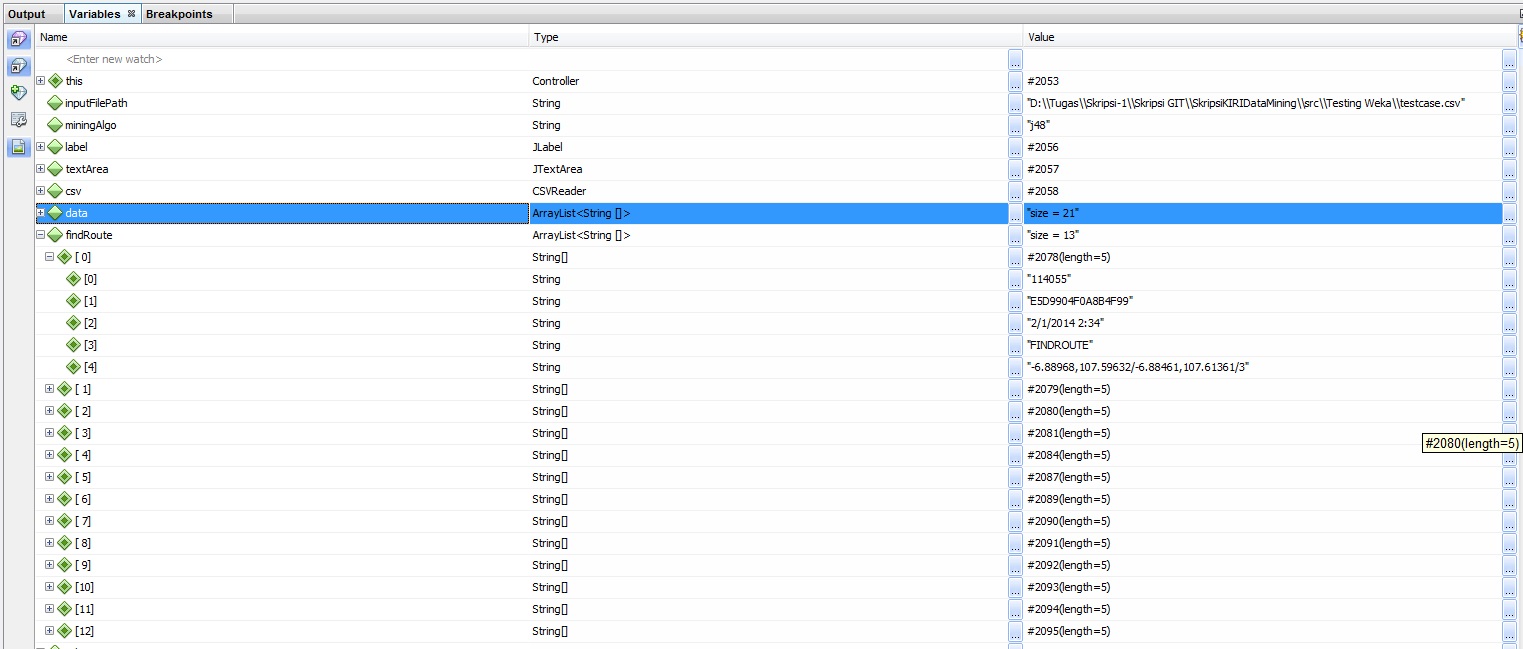 Output Variables Breakpoints
Name Type Value
<Enter new watch> ... ...
this Controller ... #2053 ...
inputFilePath String ... "D:\\Tugas\\Skripsi-1\\Skripsi GIT\\SkripsiKIRIDataMining\\src\\Testing Weka\\testcase.csv" ...
miningAlgo String ... "j48" ...
label JLabel ... #2056 ...
textArea JTextArea ... #2057 ...
csv CSVReader ... #2058 ...
data ArrayList<String []> ... "size = 21" ...
findRoute ArrayList<String []> ... "size = 13" ...
[ 0] String[] ... #2078(length=5) ...
[0] String ... "114055" ...
[1] String ... "E5D9904F0A8B4F99" ...
[2] String ... "2/1/2014 2:34" ...
[3] String ... "FINDROUTE" ...
[4] String ... "-6.88968,107.59632/-6.88461,107.61361/3" ...
[ 1] String[] ... #2079(length=5) ...
[ 2] String[] ... #2080(length=5) ...
[ 3] String[] ... #2081(length=5)
#2080(length=5)
[ 4] String[] ... #2084(length=5) ...
[ 5] String[] ... #2087(length=5) ...
[ 6] String[] ... #2089(length=5) ...
[ 7] String[] ... #2090(length=5) ...
[ 8] String[] ... #2091(length=5) ...
[ 9] String[] ... #2092(length=5) ...
[10] String[] ... #2093(length=5) ...
[11] String[] ... #2094(length=5) ...
[12] String[] ... #2095(length=5) ...